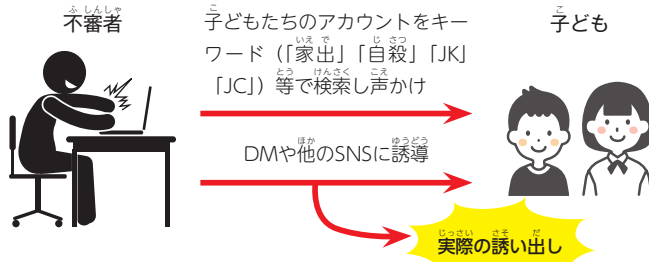 不審者
子どもたちのアカウントをキー
ワード（「家出」「自殺」「JK」
「JC」）等で検索し声かけ
子ども
DMや他のSNSに誘導
実際の誘い出し